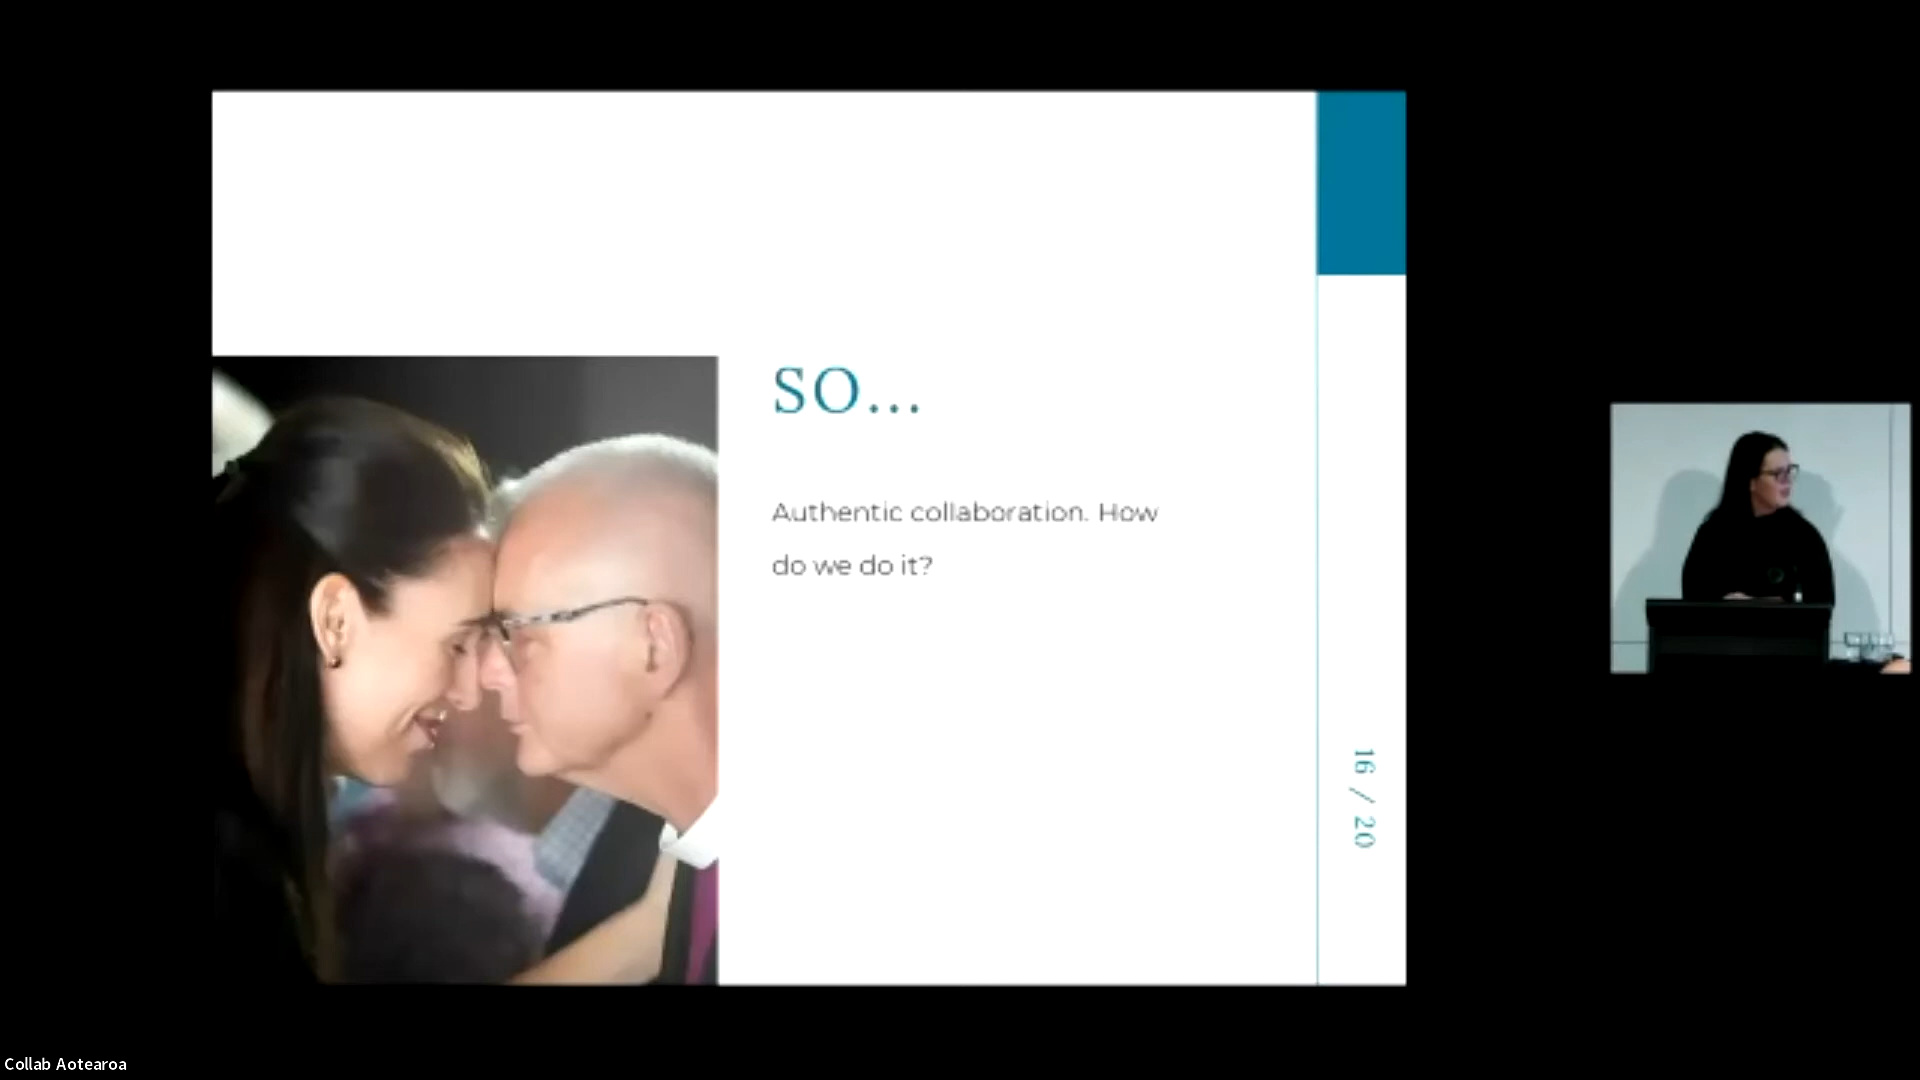 SO...
Authentic collaboration. How
do we do it?
16 / 20
Collab Aotearoa